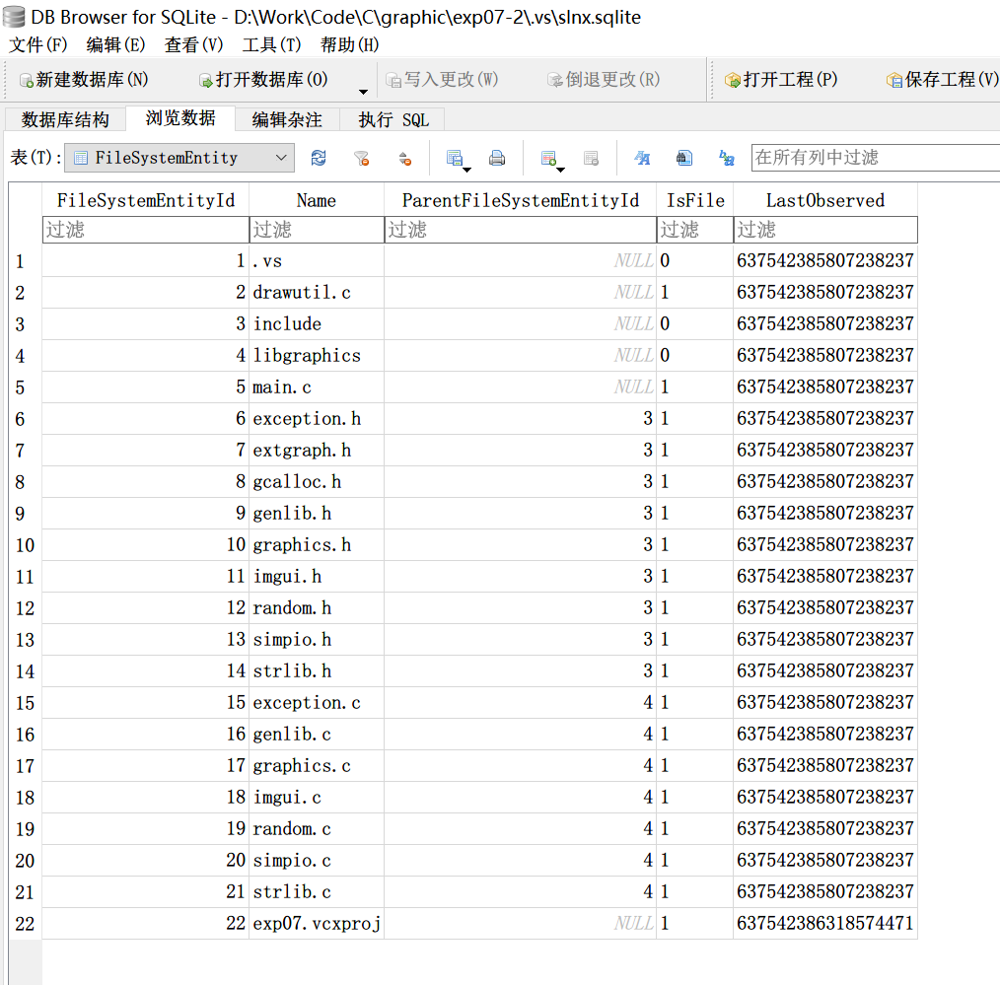 DB Browser for SQLite - D:\Work\Code\C\graphic\exp07-2\.vs\slnx.sqlite
文件(F) 编辑(E) 查看(V) 工具(T) 帮助(H)
新建数据库(N) 打开数据库(O) 写入更改(W) 倒退更改(R) 打开工程(P) 保存工程(V)
数据库结构 浏览数据 编辑杂注 执行 SQL
表(T): FileSystemEntity 在所有列中过滤
FileSystemEntityId Name ParentFileSystemEntityId IsFile LastObserved
过滤 过滤 过滤 过滤 过滤
1 1 .vs NULL 0 637542385807238237
2 2 drawutil.c NULL 1 637542385807238237
3 3 include NULL 0 637542385807238237
4 4 libgraphics NULL 0 637542385807238237
5 5 main.c NULL 1 637542385807238237
6 6 exception.h 3 1 637542385807238237
7 7 extgraph.h 3 1 637542385807238237
8 8 gcalloc.h 3 1 637542385807238237
9 9 genlib.h 3 1 637542385807238237
10 10 graphics.h 3 1 637542385807238237
11 11 imgui.h 3 1 637542385807238237
12 12 random.h 3 1 637542385807238237
13 13 simpio.h 3 1 637542385807238237
14 14 strlib.h 3 1 637542385807238237
15 15 exception.c 4 1 637542385807238237
16 16 genlib.c 4 1 637542385807238237
17 17 graphics.c 4 1 637542385807238237
18 18 imgui.c 4 1 637542385807238237
19 19 random.c 4 1 637542385807238237
20 20 simpio.c 4 1 637542385807238237
21 21 strlib.c 4 1 637542385807238237
22 22 exp07.vcxproj NULL 1 637542386318574471